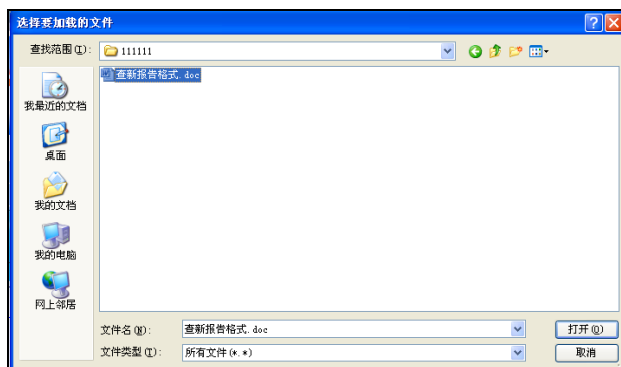 选择要加载的文件
查找范围(I):
111111
查新报告格式.doc
我最近的文档
桌面
我的文档
我的电脑
网上邻居
文件名(N):
查新报告格式.doc
打开(O)
文件类型(T):
所有文件(*.*)
取消